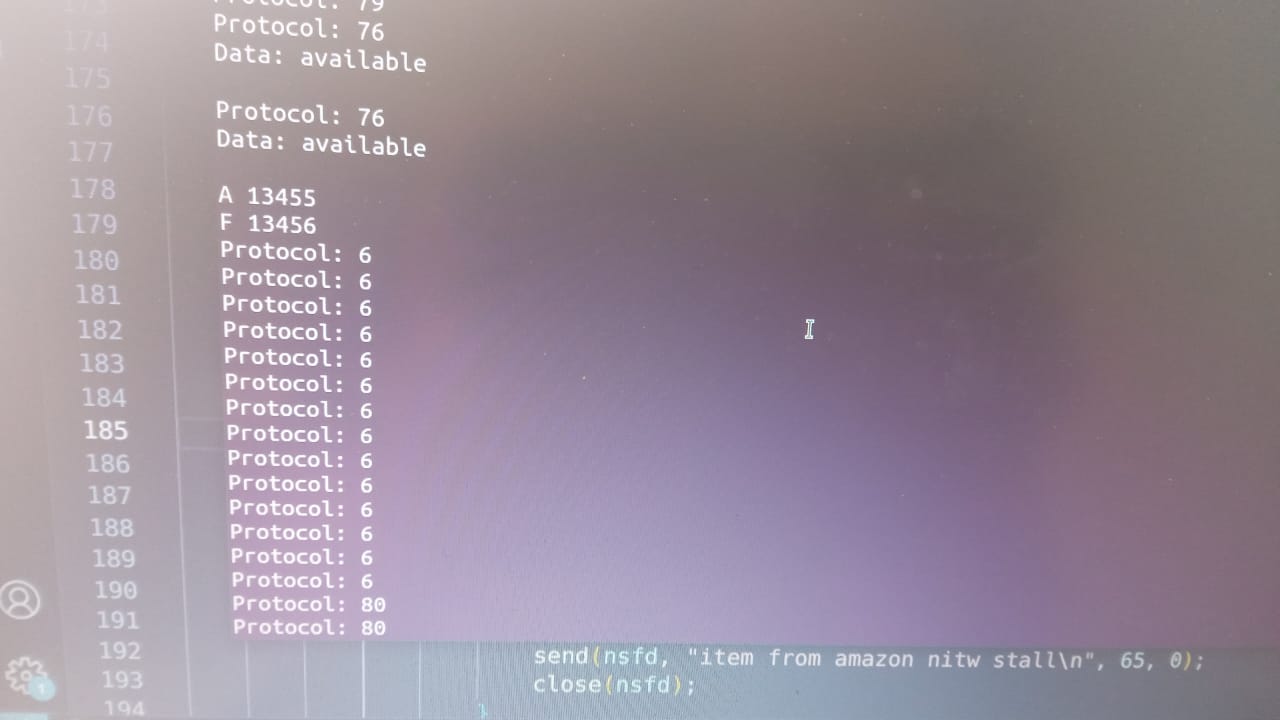 173
Protocol: 79
174
Protocol: 76
Data: available
175
176
Protocol: 76
177
Data: available
178
A 13455
179
F 13456
180
Protocol: 6
181
Protocol: 6
Protocol: 6
182
Protocol: 6
183
Protocol: 6
184
Protocol: 6
Protocol: 6
185
Protocol: 6
186
Protocol: 6
187
Protocol: 6
Protocol: 6
188
Protocol: 6
189
Protocol: 6
190
Protocol: 6
Protocol: 80
191
Protocol: 80
192 send(nsfd, "item from amazon nitw stall\n", 65, 0);
193 close(nsfd);
194 }
1